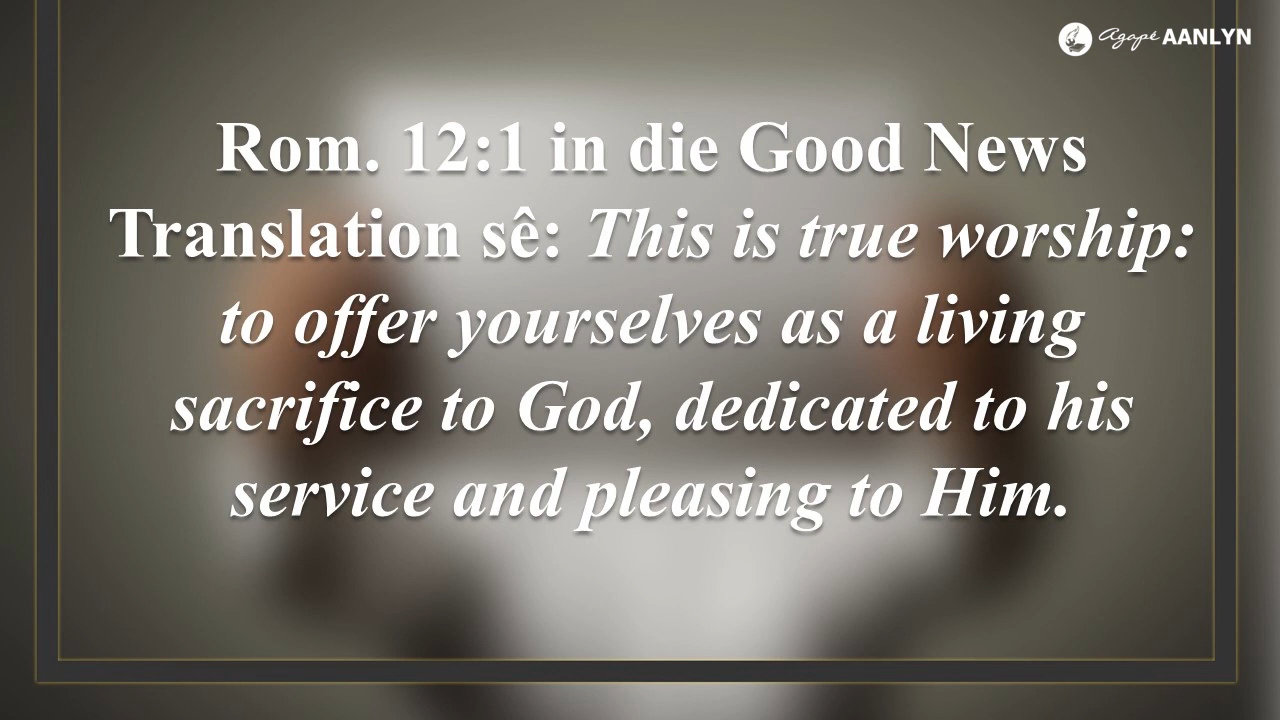 Agapé AANLYN
Rom. 12:1 in die Good News
Translation sê: This is true worship:
to offer yourselves as a living
sacrifice to God, dedicated to his
service and pleasing to Him.